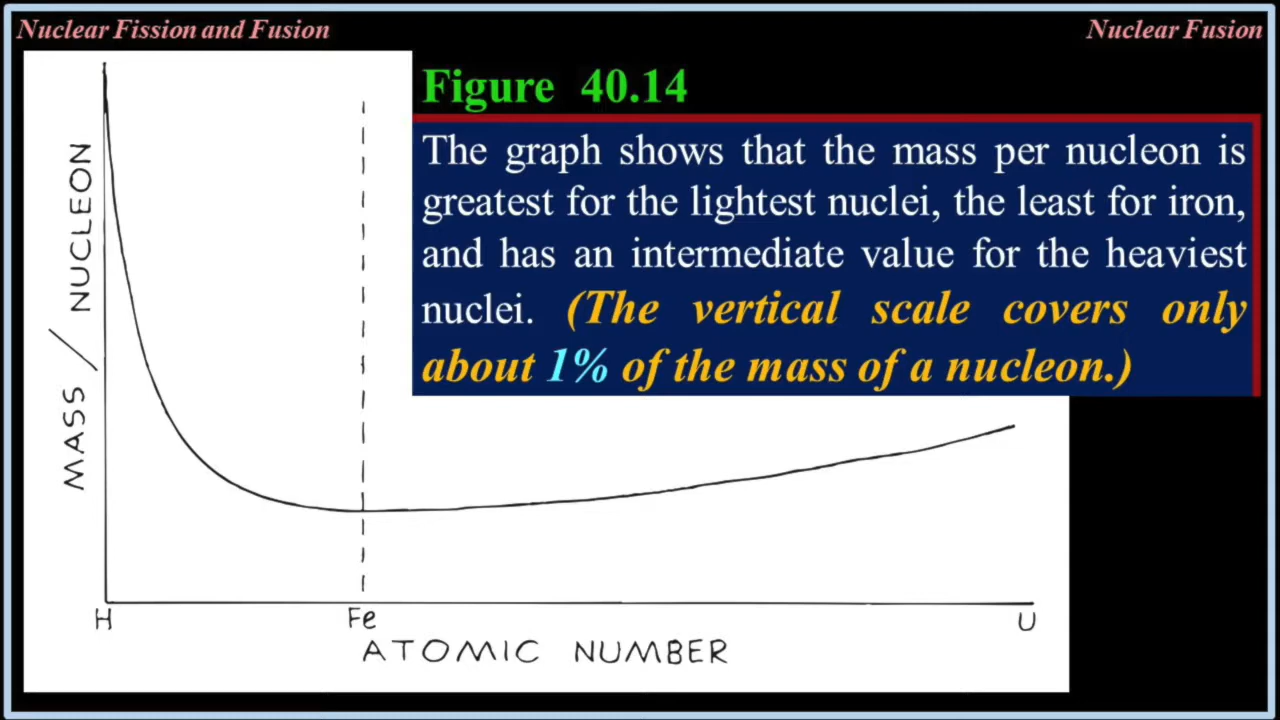 Nuclear Fission and Fusion
Nuclear Fusion
Figure 40.14
The graph shows that the mass per nucleon is
greatest for the lightest nuclei, the least for iron,
and has an intermediate value for the heaviest
nuclei. (The vertical scale covers only
about 1% of the mass of a nucleon.)
MASS / NUCLEON
H
Fe
U
ATOMIC NUMBER